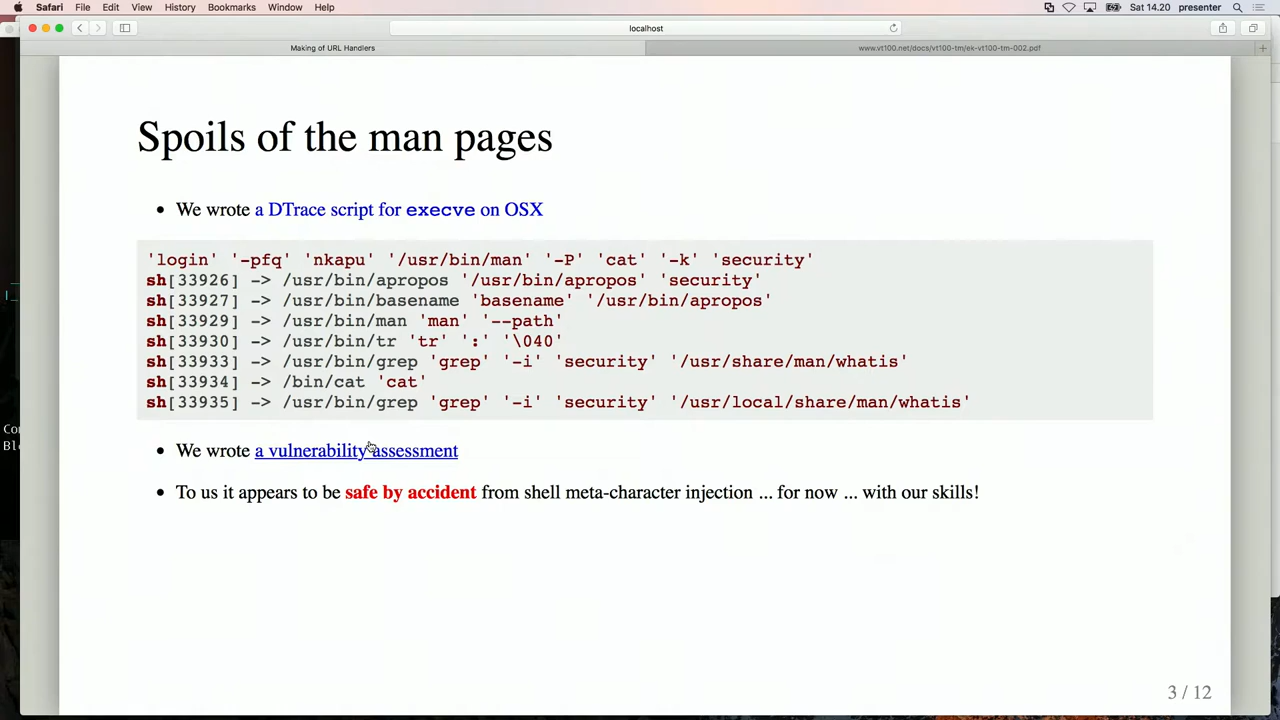 Safari File Edit View History Bookmarks Window Help
Sat 14.20 presenter
localhost
Making of URL Handlers
www.vt100.net/docs/vt100-tm/ek-vt100-tm-002.pdf
Spoils of the man pages
• We wrote a DTrace script for execve on OSX
'login' '-pfq' 'nkapu' '/usr/bin/man' '-P' 'cat' '-k' 'security'
sh[33926] -> /usr/bin/apropos '/usr/bin/apropos' 'security'
sh[33927] -> /usr/bin/basename 'basename' '/usr/bin/apropos'
sh[33929] -> /usr/bin/man 'man' '--path'
sh[33930] -> /usr/bin/tr 'tr' ':' '\040'
sh[33933] -> /usr/bin/grep 'grep' '-i' 'security' '/usr/share/man/whatis'
sh[33934] -> /bin/cat 'cat'
sh[33935] -> /usr/bin/grep 'grep' '-i' 'security' '/usr/local/share/man/whatis'
Co
• We wrote a vulnerability assessment
Bl
• To us it appears to be safe by accident from shell meta-character injection ... for now ... with our skills!
3 / 12